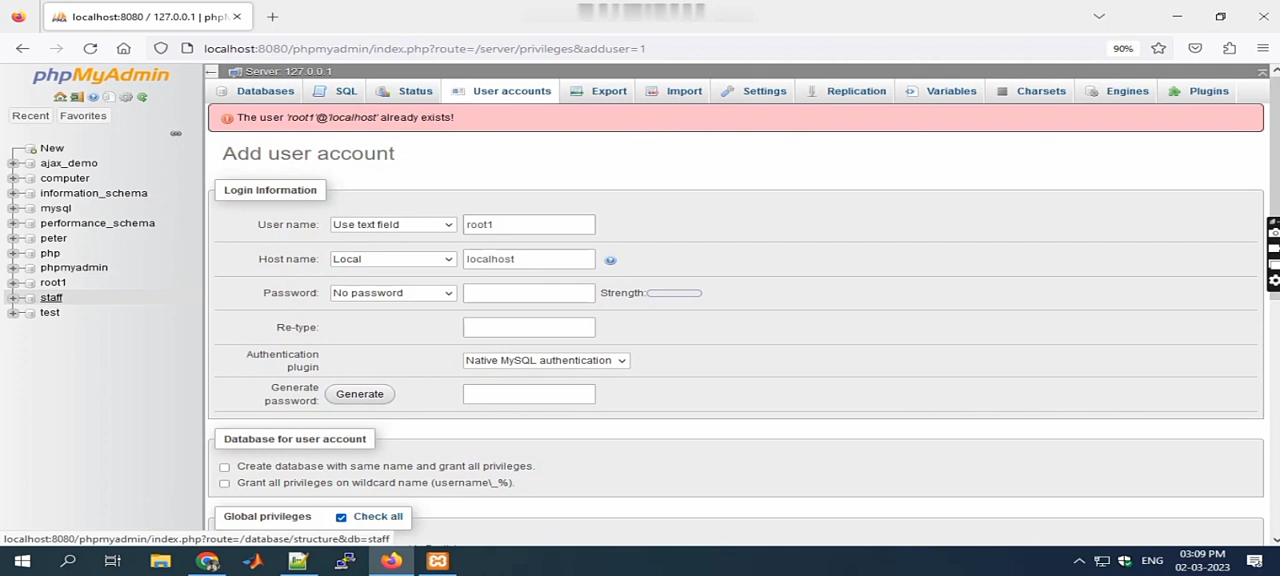 localhost:8080 / 127.0.0.1 | phpM
localhost:8080/phpmyadmin/index.php?route=/server/privileges&adduser=1
90%
phpMyAdmin
Recent
Favorites
New
ajax_demo
computer
information_schema
mysql
performance_schema
peter
php
phpmyadmin
root1
staff
test
Server: 127.0.0.1
Databases
SQL
Status
User accounts
Export
Import
Settings
Replication
Variables
Charsets
Engines
Plugins
The user 'root1'@'localhost' already exists!
Add user account
Login Information
User name:
Use text field
root1
Host name:
Local
localhost
Password:
No password
Strength:
Re-type:
Authentication
plugin
Native MySQL authentication
Generate
password:
Generate
Database for user account
Create database with same name and grant all privileges.
Grant all privileges on wildcard name (username\_%).
Global privileges
Check all
localhost:8080/phpmyadmin/index.php?route=/database/structure&db=staff
ENG
03:09 PM
02-03-2023